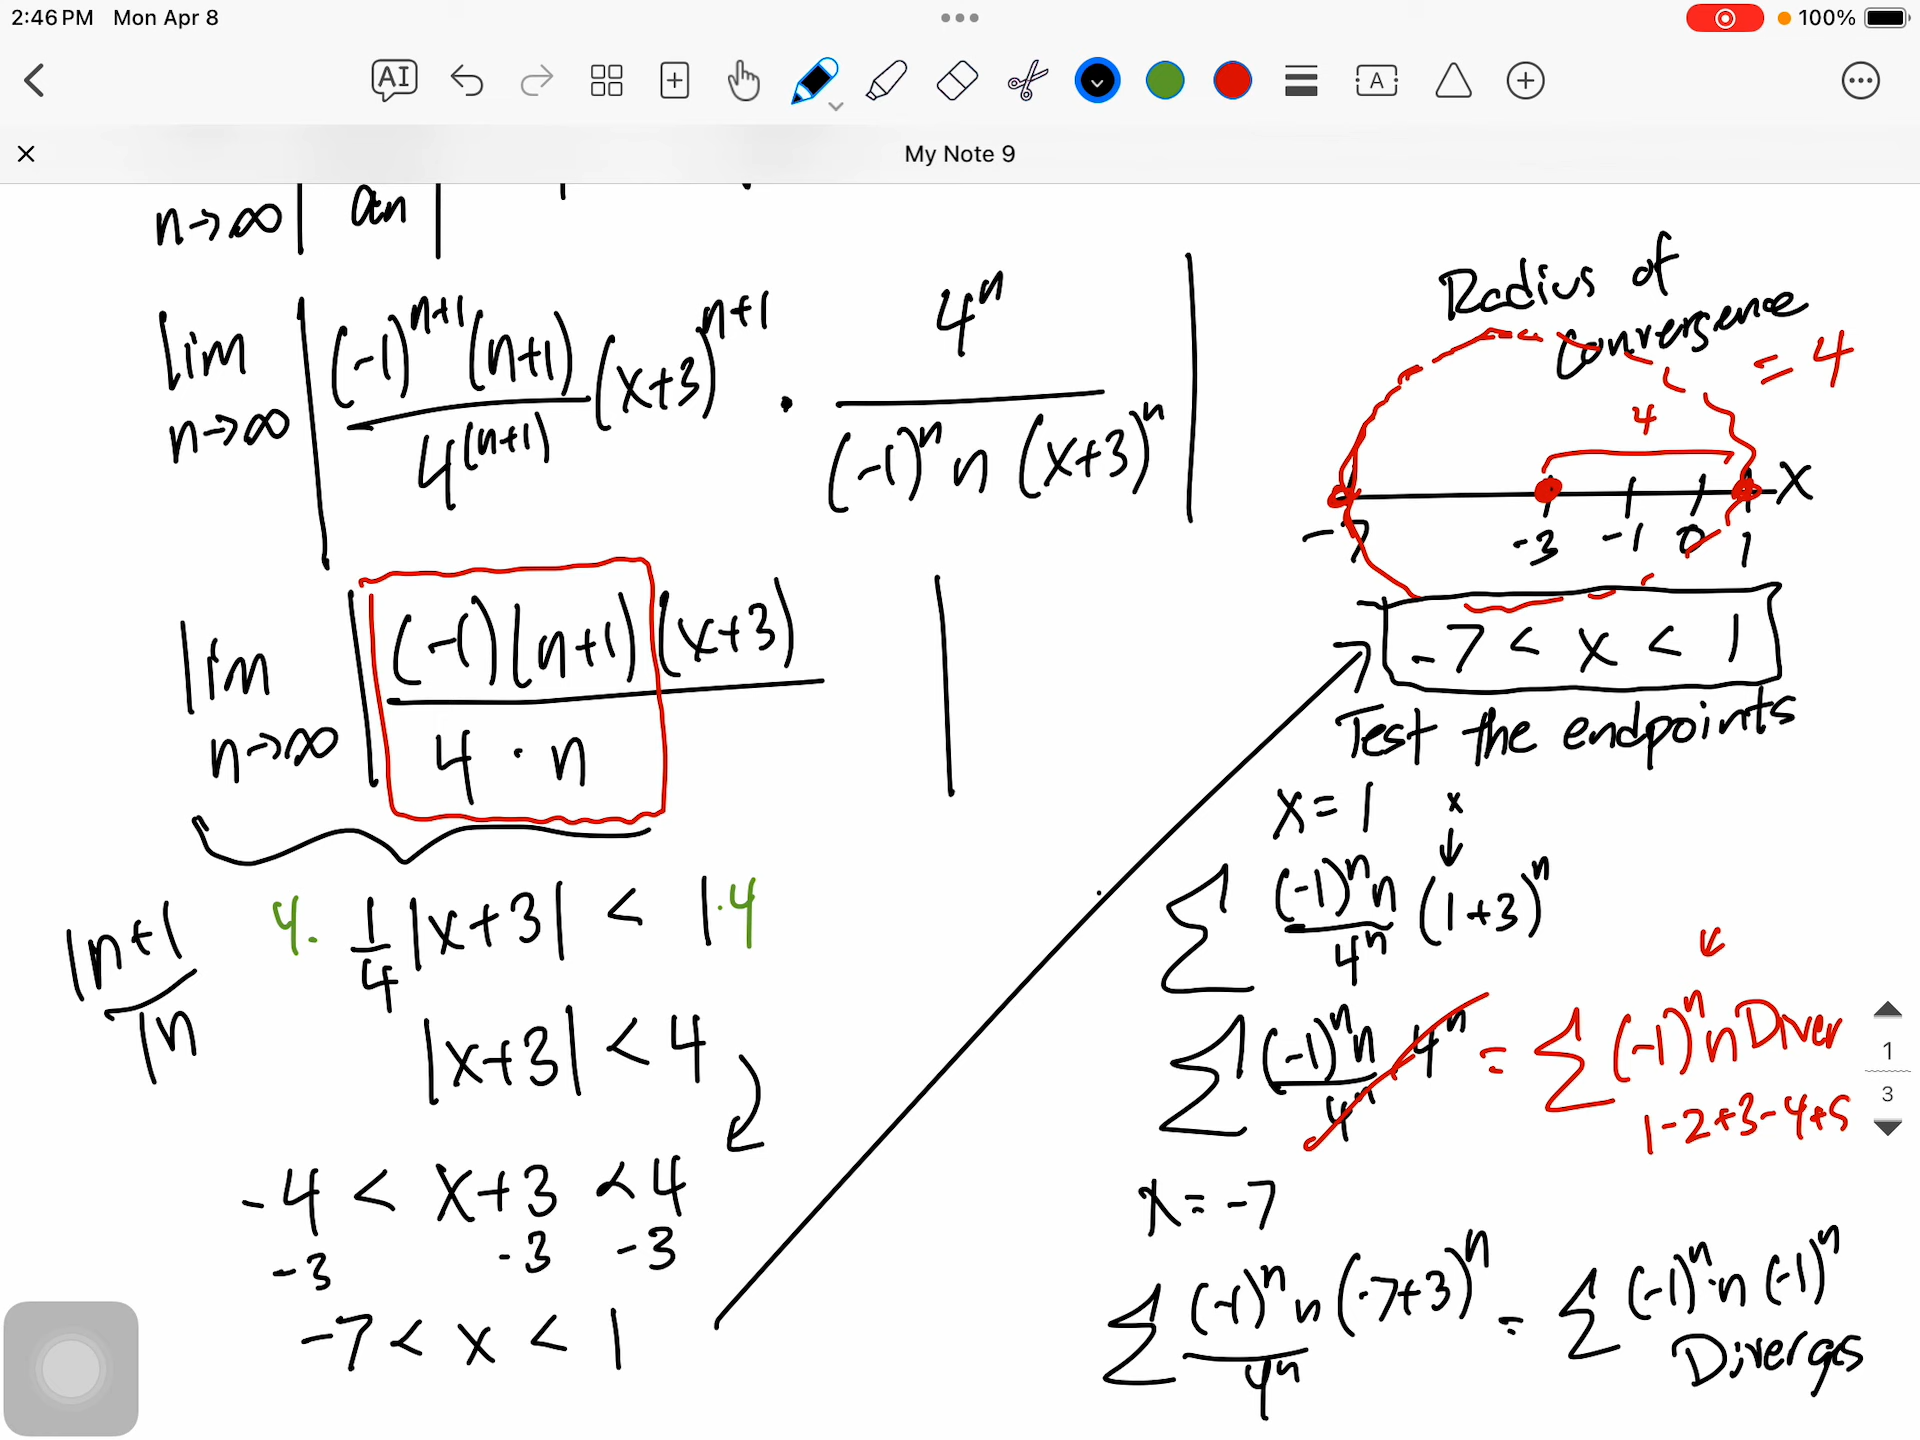 2:46 PM Mon Apr 8
100%
AI
A
My Note 9
n→∞ | an |
lim n→∞ | (-1)^(n+1) (n+1) / 4^(n+1) (x+3)^(n+1) · 4^n / (-1)^n n (x+3)^n |
lim n→∞ | (-1)(n+1)(x+3) / 4 · n |
1n+1 / 1n
4· 1/4 |x+3| < 1·4
|x+3| < 4
-4 < x+3 < 4
-3 -3 -3
-7 < x < 1
Radius of
Convergence
= 4
4
x
-7 -3 -1 0 1
-7 < x < 1
Test the endpoints
x = 1 x
↓
Σ (-1)^n n / 4^n (1+3)^n
Σ (-1)^n n / 4^n · 4^n = Σ (-1)^n n Diver
1-2+3-4+5
x = -7
Σ (-1)^n n (-7+3)^n / 4^n = Σ (-1)^n · n (-1)^n
Diverges
1
3